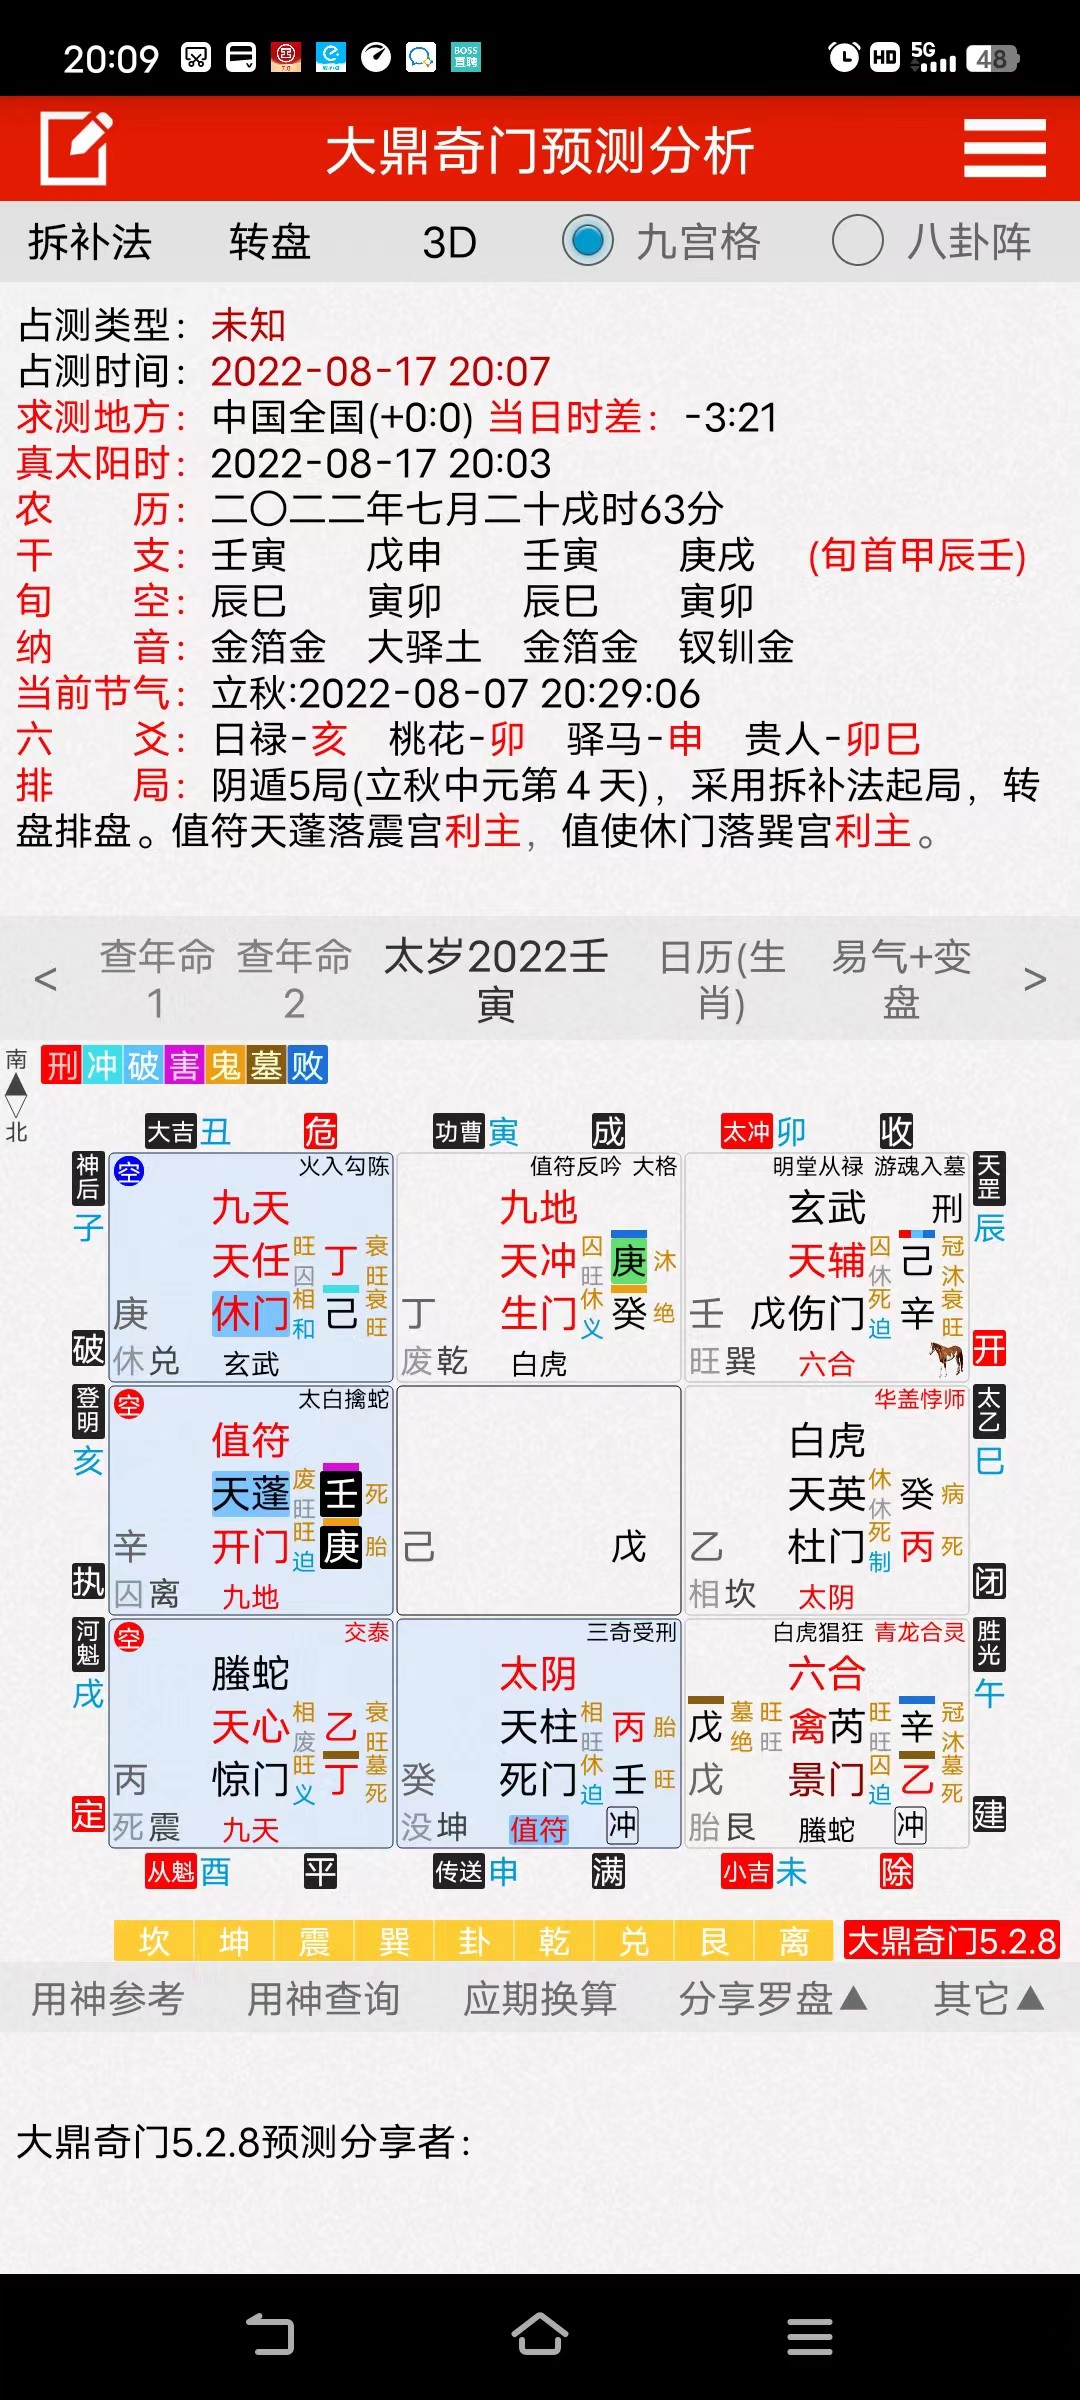 20:09 BOSS直聘 HD 5G 48
大鼎奇门预测分析
拆补法 转盘 3D 九宫格 八卦阵
占测类型：未知
占测时间：2022-08-17 20:07
求测地方：中国全国(+0:0) 当日时差：-3:21
真太阳时：2022-08-17 20:03
农 历：二〇二二年七月二十戌时63分
干 支：壬寅 戊申 壬寅 庚戌 (旬首甲辰壬)
旬 空：辰巳 寅卯 辰巳 寅卯
纳 音：金箔金 大驿土 金箔金 钗钏金
当前节气：立秋:2022-08-07 20:29:06
六 爻：日禄-亥 桃花-卯 驿马-申 贵人-卯巳
排 局：阴遁5局(立秋中元第４天)，采用拆补法起局，转
盘排盘。值符天蓬落震宫利主，值使休门落巽宫利主。
< 查年命1 查年命2 太岁2022壬寅 日历(生肖) 易气+变盘 >
南 北 刑 冲 破 害 鬼 墓 败
大吉 丑 危 功曹 寅 成 太冲 卯 收
神后 空 火入勾陈 值符反吟 大格 明堂从禄 游魂入墓 天罡
子 九天 九地 玄武 刑 辰
天任 旺囚 丁 衰旺 天冲 囚旺 庚 沐 天辅 囚休 己 冠沐
庚 休门 相和 己 衰旺 丁 生门 休义 癸 绝 壬 戊 伤门 死迫 辛 衰旺
破 休 兑 玄武 废 乾 白虎 旺 巽 六合 开
登明 空 太白擒蛇 华盖悖师 太乙
亥 值符 白虎 巳
天蓬 废旺 壬 死 天英 休休 癸 病
辛 开门 旺迫 庚 胎 己 戊 乙 杜门 死制 丙 死
执 囚 离 九地 相 坎 太阴 闭
河魁 空 交泰 三奇受刑 白虎猖狂 青龙合灵 胜光
戌 螣蛇 太阴 六合 午
天心 相废 乙 衰旺 天柱 相旺 丙 胎 戊 墓绝 旺旺 禽芮 旺旺 辛 冠沐
丙 惊门 旺义 丁 墓死 癸 死门 休迫 壬 旺 戊 景门 囚迫 乙 墓死
定 死 震 九天 没 坤 值符 冲 胎 艮 螣蛇 冲 建
从魁 酉 平 传送 申 满 小吉 未 除
坎 坤 震 巽 卦 乾 兑 艮 离 大鼎奇门5.2.8
用神参考 用神查询 应期换算 分享罗盘▲ 其它▲
大鼎奇门5.2.8预测分享者：